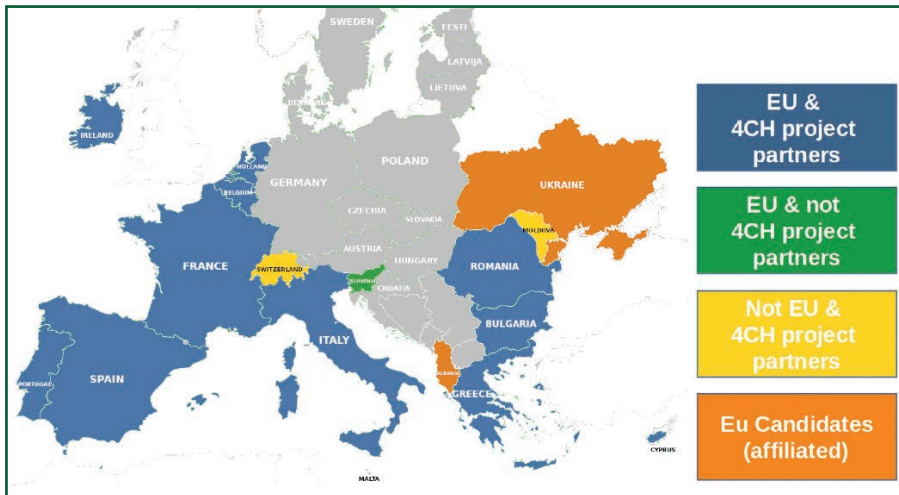 SWEDEN
EESTI
LATVIJA
LIETUVA
DENMARK
IRELAND
HOLLAND
POLAND
BELGIUM
GERMANY
UKRAINE
CZECHIA
SLOVAKIA
MOLDOVA
AUSTRIA
HUNGARY
FRANCE
SWITZERLAND
ROMANIA
SLOVENIA
CROATIA
BULGARIA
ITALY
ALBANIA
PORTUGAL
SPAIN
GREECE
CYPRUS
MALTA
EU &
4CH project
partners
EU & not
4CH project
partners
Not EU &
4CH project
partners
Eu Candidates
(affiliated)